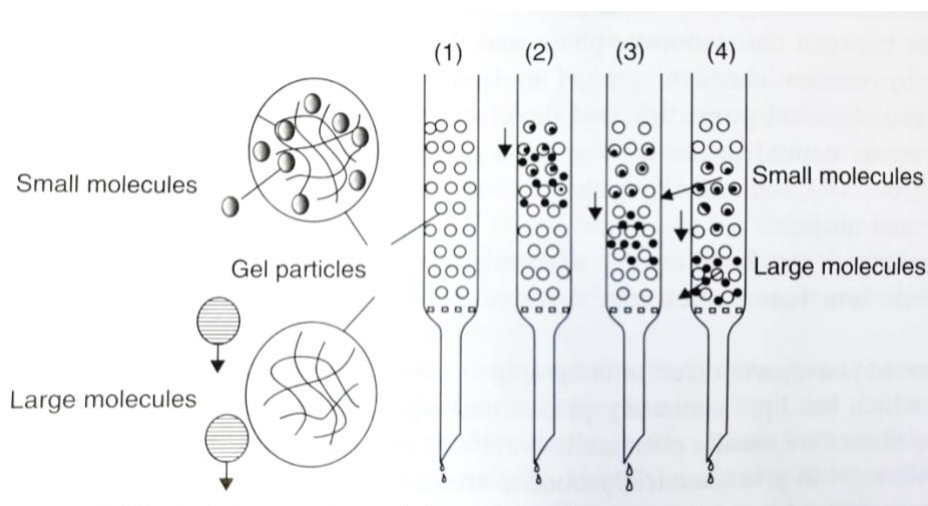 (1) (2) (3) (4)
Small molecules
Small molecules
Gel particles
Large molecules
Large molecules